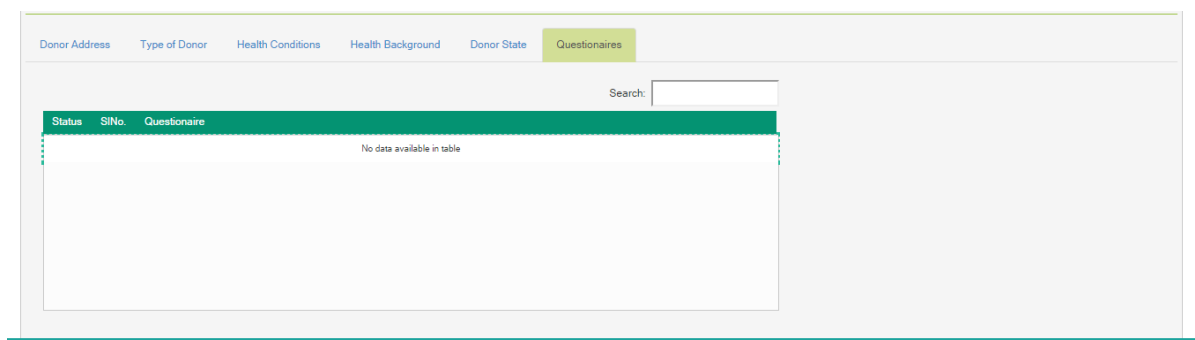 Donor Address Type of Donor Health Conditions Health Background Donor State Questionaires
Search:
Status SlNo. Questionaire
No data available in table